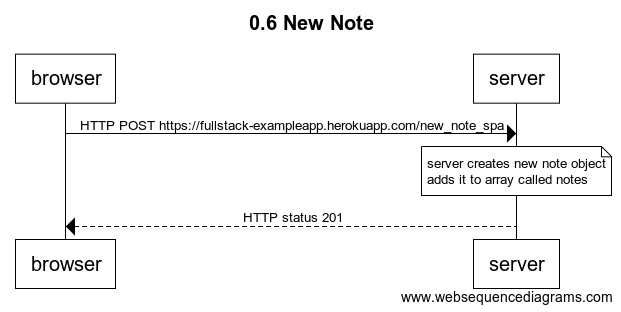 0.6 New Note
browser
server
HTTP POST https://fullstack-exampleapp.herokuapp.com/new_note_spa
server creates new note object
adds it to array called notes
HTTP status 201
browser
server
www.websequencediagrams.com